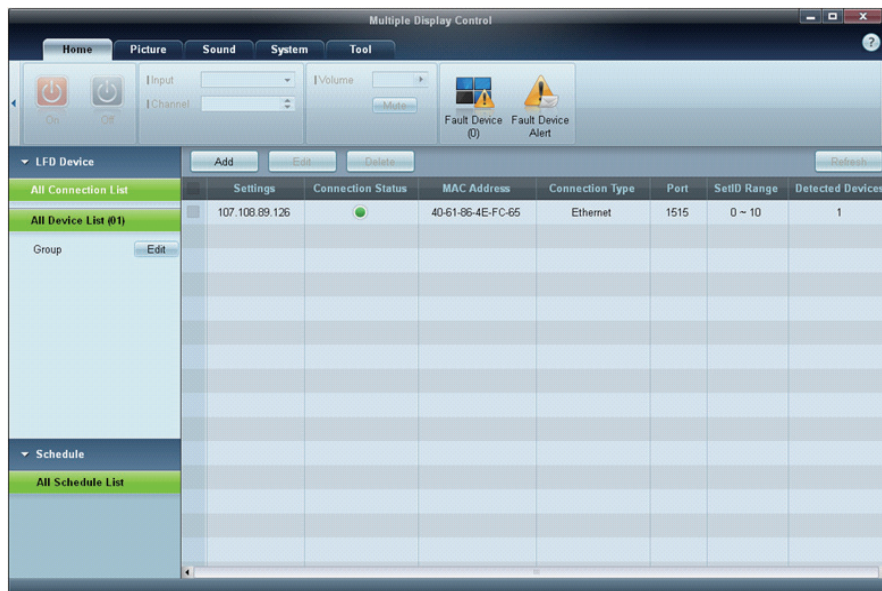 Multiple Display Control
Home Picture Sound System Tool
?
Input
Volume
Channel
Mute
On Off
Fault Device (0)
Fault Device Alert
LFD Device
Add Edit Delete Refresh
All Connection List
Settings Connection Status MAC Address Connection Type Port SetID Range Detected Devices
All Device List (01)
107.108.89.126 40-61-86-4E-FC-65 Ethernet 1515 0 ~ 10 1
Group Edit
Schedule
All Schedule List